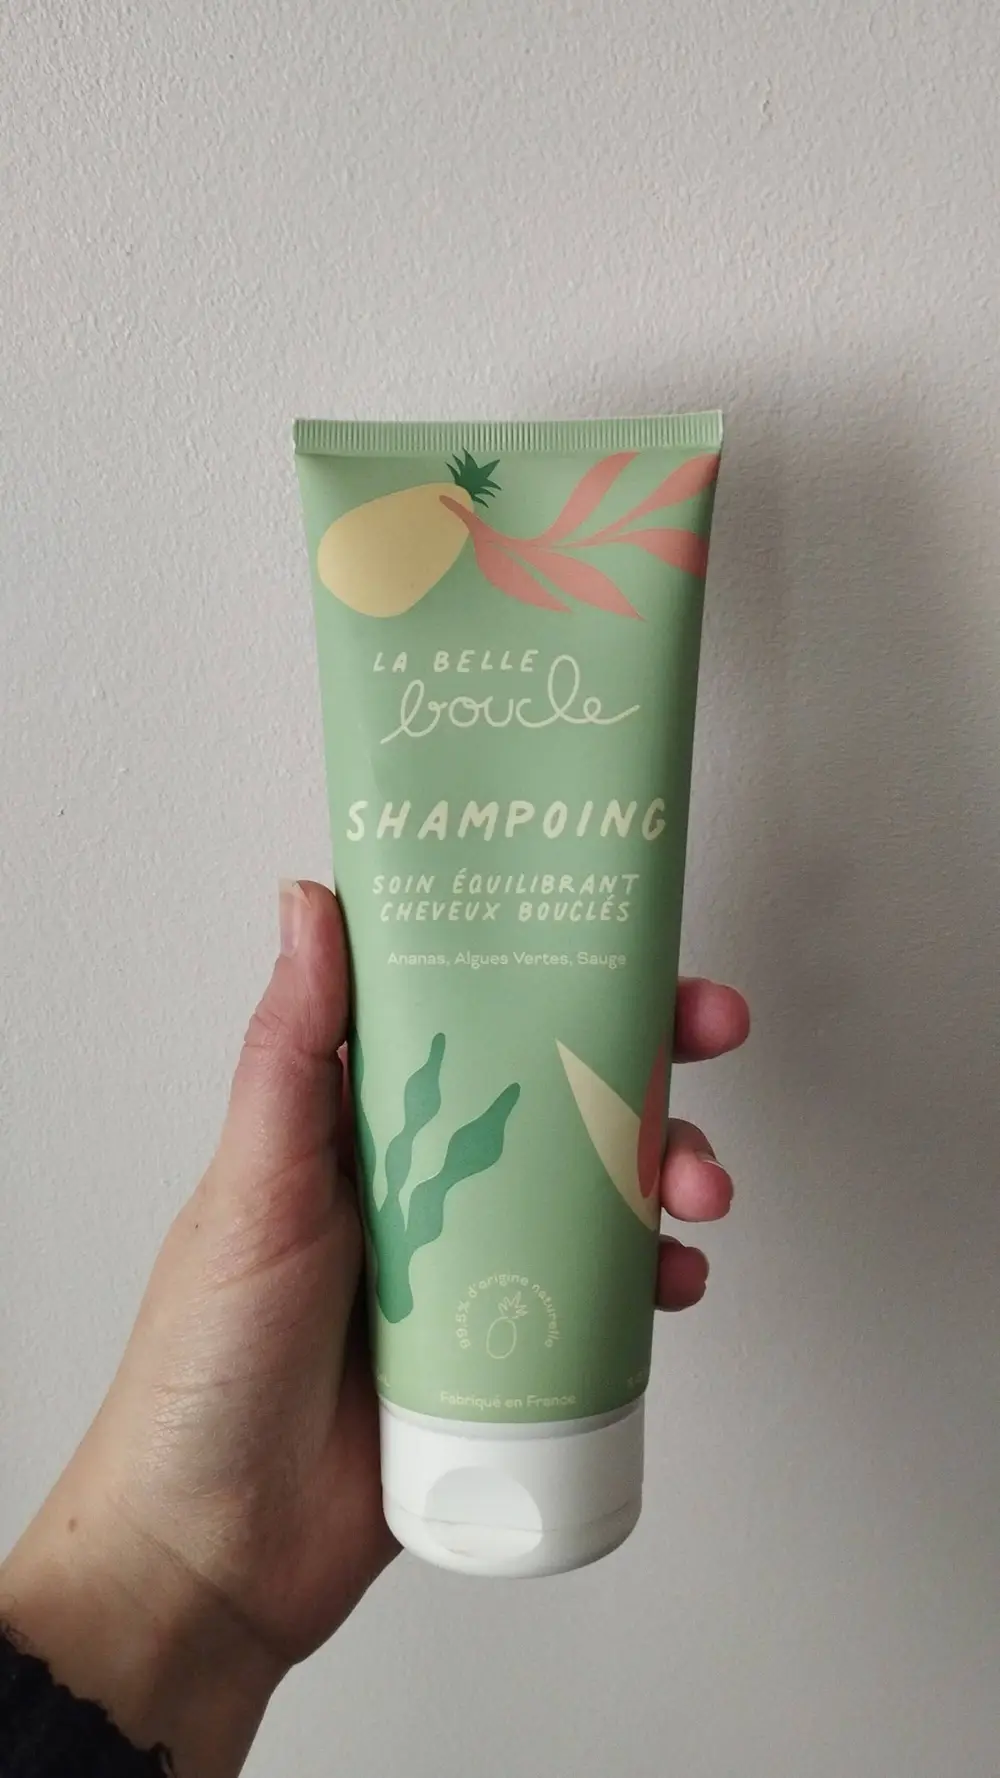 LA BELLE
boucle
SHAMPOING
SOIN ÉQUILIBRANT
CHEVEUX BOUCLÉS
Ananas, Algues Vertes, Sauge
99.5% d'origine naturelle
Fabriqué en France